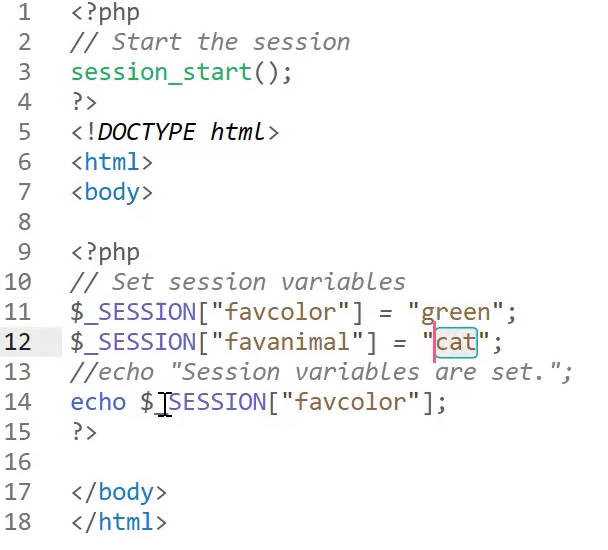 1 <?php
2 // Start the session
3 session_start();
4 ?>
5 <!DOCTYPE html>
6 <html>
7 <body>
8
9 <?php
10 // Set session variables
11 $_SESSION["favcolor"] = "green";
12 $_SESSION["favanimal"] = "cat";
13 //echo "Session variables are set.";
14 echo $_SESSION["favcolor"];
15 ?>
16
17 </body>
18 </html>